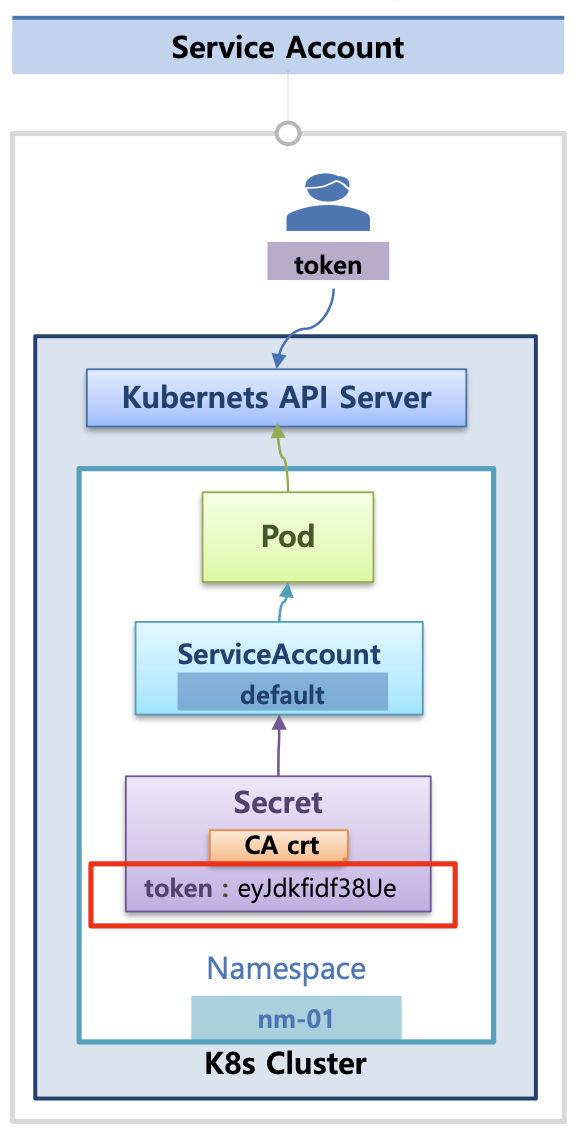 Service Account
token
Kubernets API Server
Pod
ServiceAccount
default
Secret
CA crt
token : eyJdkfidf38Ue
Namespace
nm-01
K8s Cluster